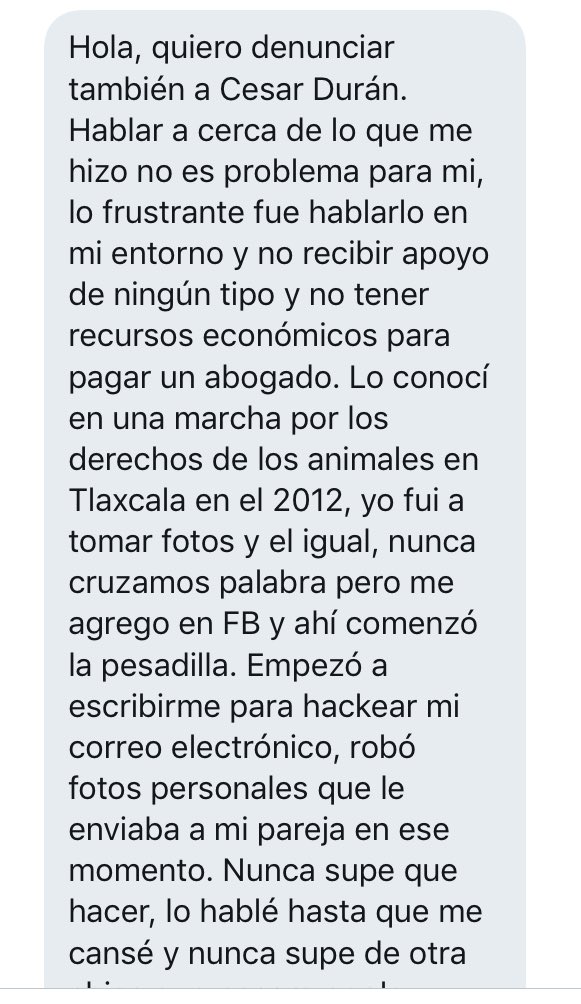 Hola, quiero denunciar
también a Cesar Durán.
Hablar a cerca de lo que me
hizo no es problema para mi,
lo frustrante fue hablarlo en
mi entorno y no recibir apoyo
de ningún tipo y no tener
recursos económicos para
pagar un abogado. Lo conocí
en una marcha por los
derechos de los animales en
Tlaxcala en el 2012, yo fui a
tomar fotos y el igual, nunca
cruzamos palabra pero me
agrego en FB y ahí comenzó
la pesadilla. Empezó a
escribirme para hackear mi
correo electrónico, robó
fotos personales que le
enviaba a mi pareja en ese
momento. Nunca supe que
hacer, lo hablé hasta que me
cansé y nunca supe de otra